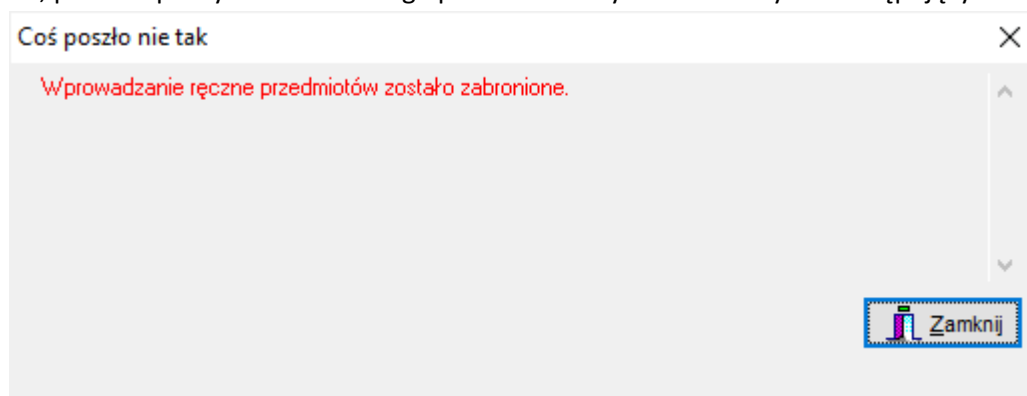 Coś poszło nie tak
Wprowadzanie ręczne przedmiotów zostało zabronione.
Zamknij